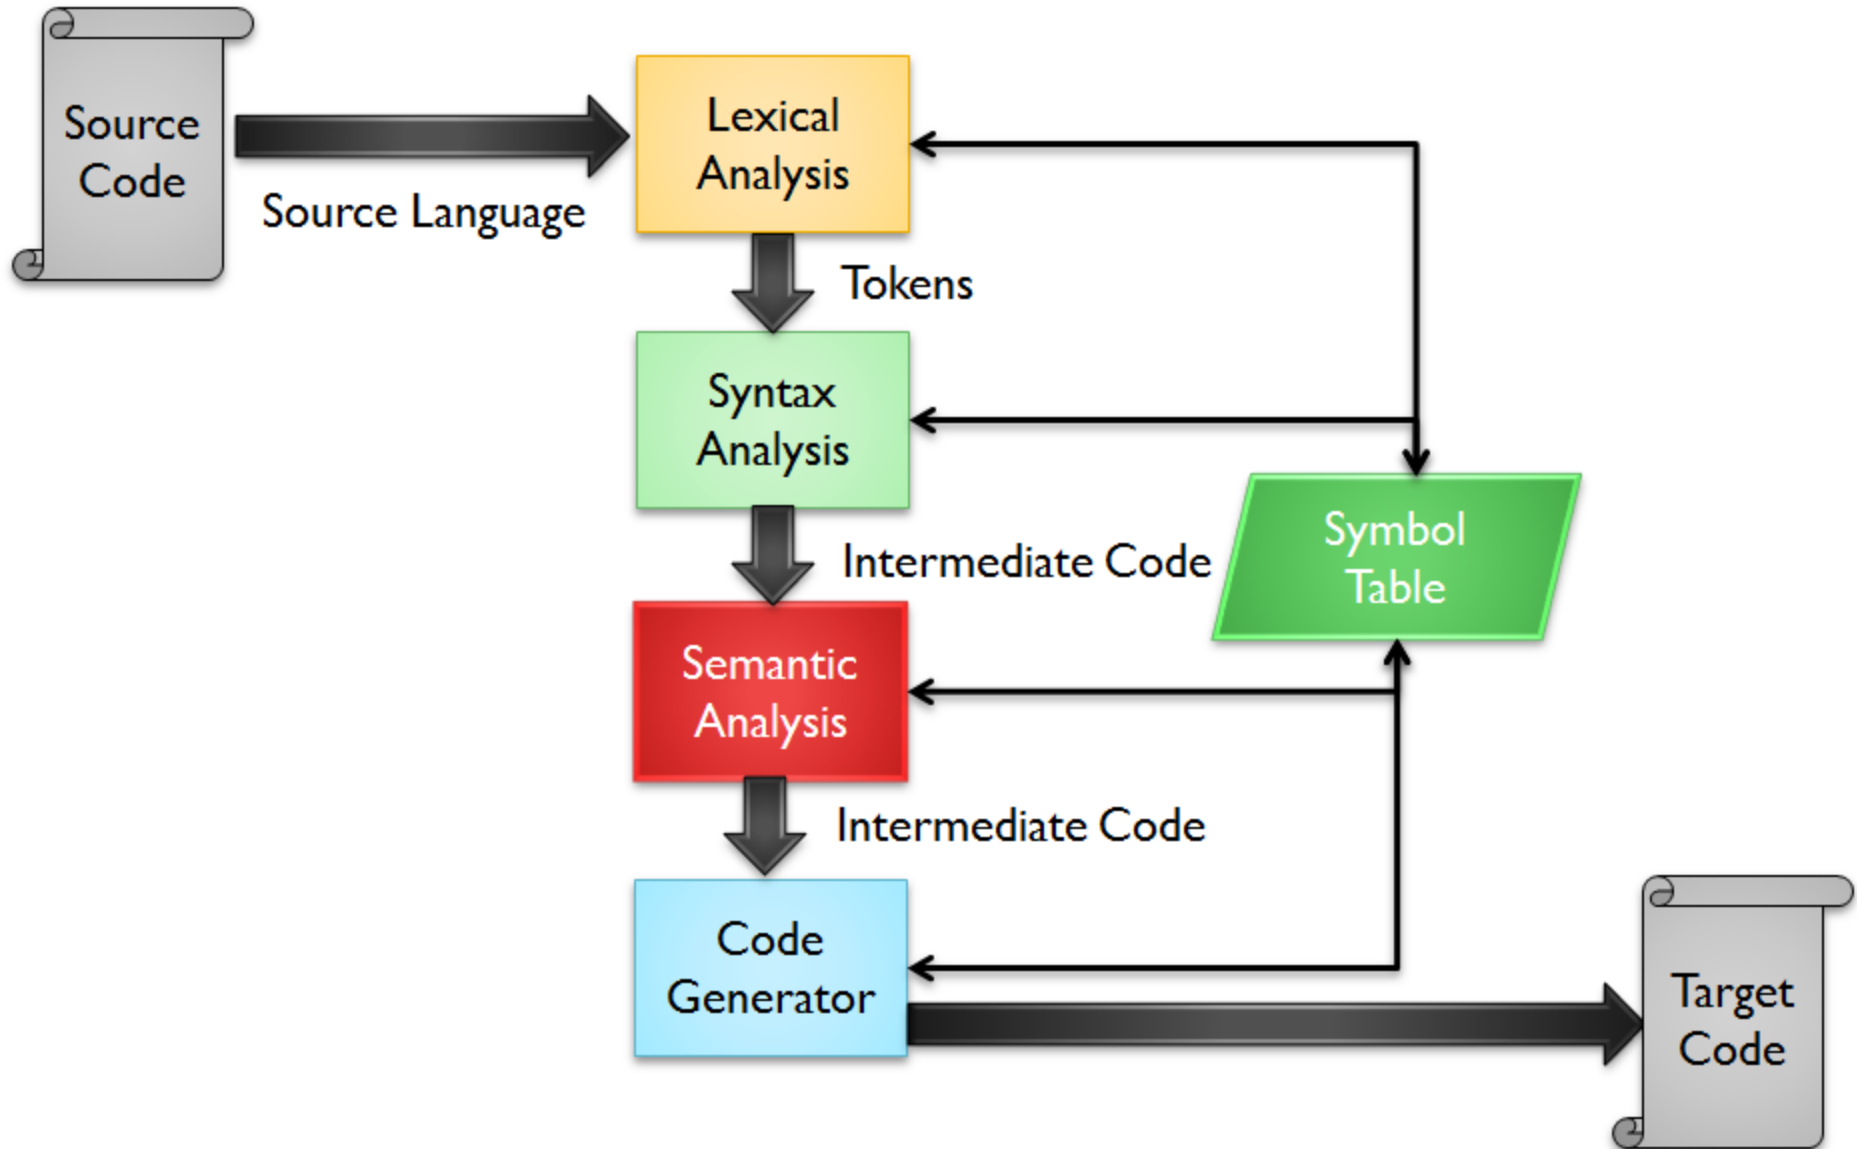 Source
Code
Source Language
Lexical
Analysis
Tokens
Syntax
Analysis
Intermediate Code
Symbol
Table
Semantic
Analysis
Intermediate Code
Code
Generator
Target
Code